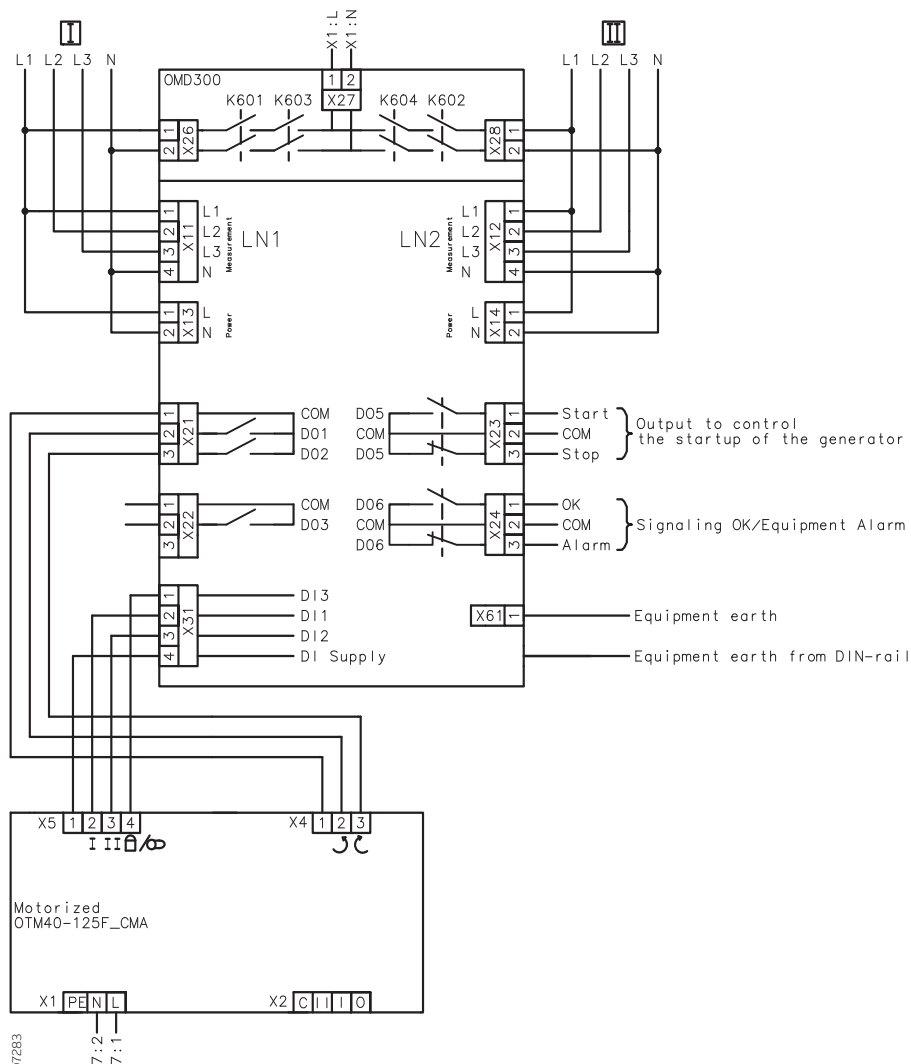 I II
X1:L X1:N
L1 L2 L3 N L1 L2 L3 N
OMD300 1 2
X27
K601 K603 K604 K602
1 X26 X28 1
2 2
1 X11 L1 L1 X12 1
2 L2 LN1 LN2 L2 2
3 L3 Measurement Measurement L3 3
4 N N 4
1 X13 L Power Power L X14 1
2 N N 2
1 X21 COM DO5 X23 1 Start
2 DO1 COM 2 COM
3 DO2 DO5 3 Stop
Output to control
the startup of the generator
1 X22 COM DO6 X24 1 OK
2 DO3 COM 2 COM
3 DO6 3 Alarm
Signaling OK/Equipment Alarm
1 X31 DI3
2 DI1 X61 1 Equipment earth
3 DI2
4 DI Supply Equipment earth from DIN-rail
X5 1 2 3 4 X4 1 2 3
I II /
Motorized
OTM40-125F_CMA
X1 PE N L X2 C II I O
7:2 7:1
7283